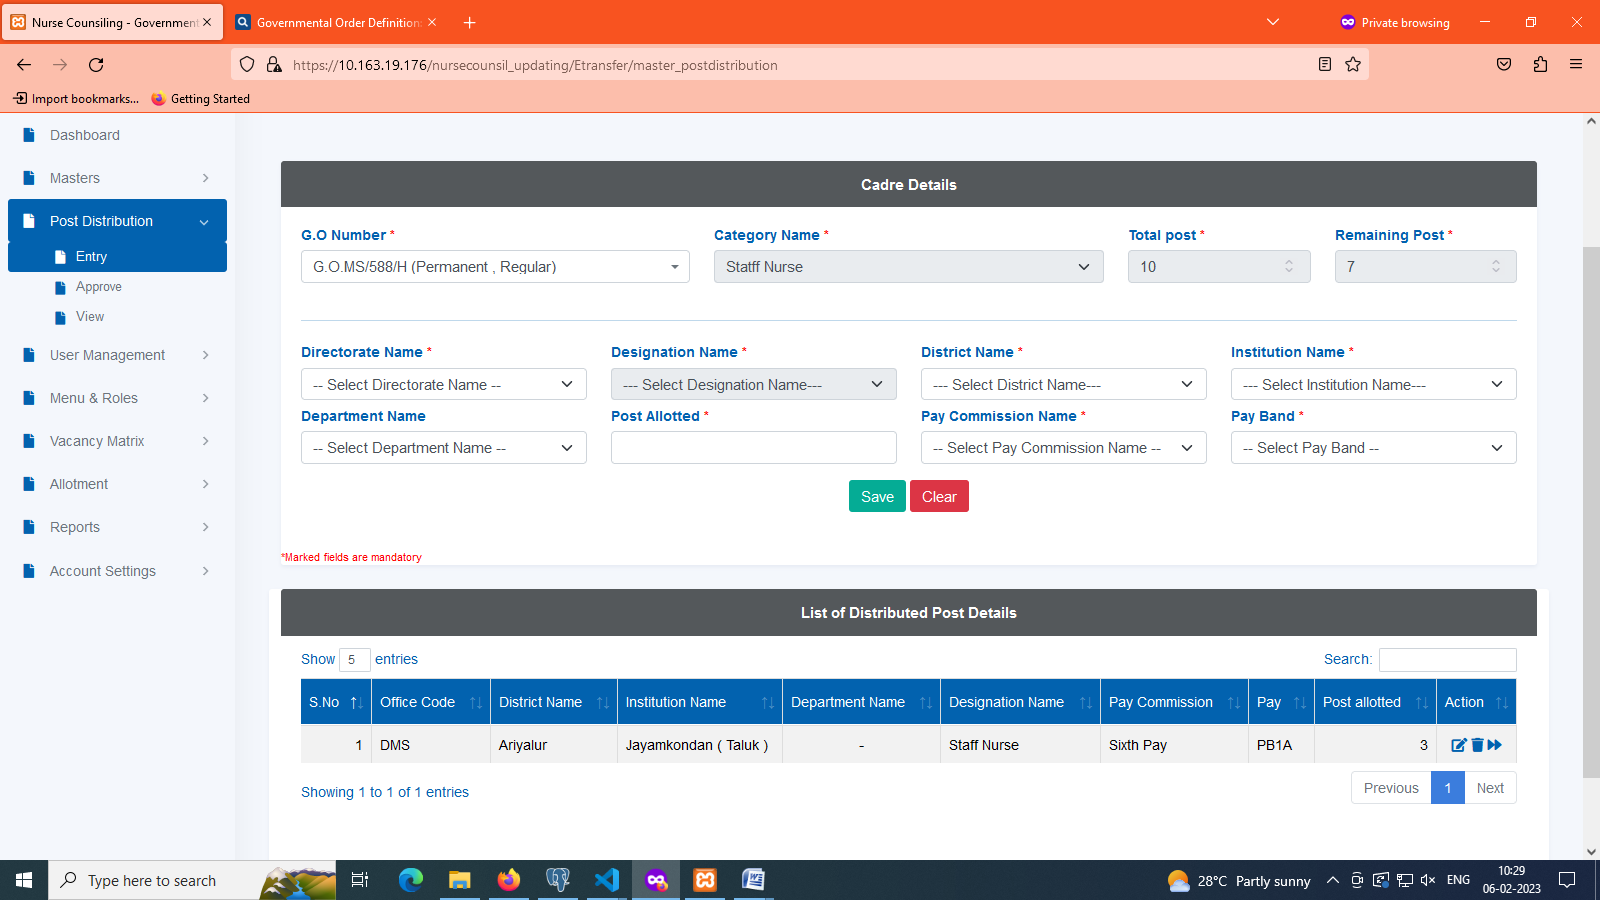 Nurse Counsiling - Government
Governmental Order Definition
Private browsing
https://10.163.19.176/nursecounsil_updating/Etransfer/master_postdistribution
Import bookmarks...
Getting Started
Dashboard
Masters
Post Distribution
Entry
Approve
View
User Management
Menu & Roles
Vacancy Matrix
Allotment
Reports
Account Settings
Cadre Details
G.O Number * Category Name * Total post * Remaining Post *
G.O.MS/588/H (Permanent , Regular) Statff Nurse 10 7
Directorate Name * Designation Name * District Name * Institution Name *
-- Select Directorate Name -- --- Select Designation Name--- --- Select District Name--- --- Select Institution Name---
Department Name Post Allotted * Pay Commission Name * Pay Band *
-- Select Department Name -- -- Select Pay Commission Name -- -- Select Pay Band --
Save Clear
*Marked fields are mandatory
List of Distributed Post Details
Show 5 entries Search:
S.No Office Code District Name Institution Name Department Name Designation Name Pay Commission Pay Post allotted Action
1 DMS Ariyalur Jayamkondan ( Taluk ) - Staff Nurse Sixth Pay PB1A 3
Showing 1 to 1 of 1 entries Previous 1 Next
Type here to search
28°C Partly sunny
ENG
10:29
06-02-2023